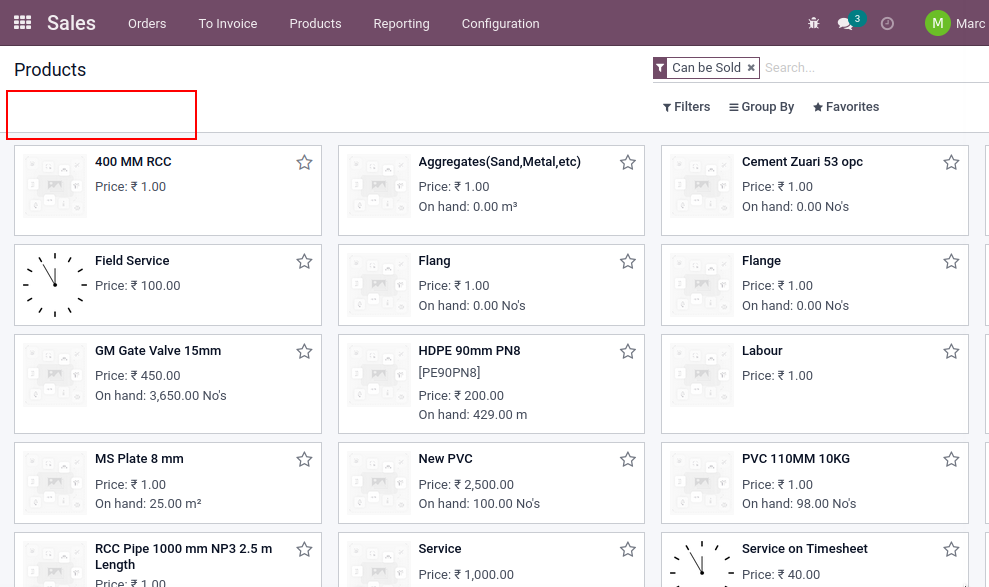 Sales Orders To Invoice Products Reporting Configuration 3 M Marc
Products
Can be Sold × Search...
Filters Group By Favorites
400 MM RCC
Price: ₹ 1.00
Aggregates(Sand,Metal,etc)
Price: ₹ 1.00
On hand: 0.00 m³
Cement Zuari 53 opc
Price: ₹ 1.00
On hand: 0.00 No's
Field Service
Price: ₹ 100.00
Flang
Price: ₹ 1.00
On hand: 0.00 No's
Flange
Price: ₹ 1.00
On hand: 0.00 No's
GM Gate Valve 15mm
Price: ₹ 450.00
On hand: 3,650.00 No's
HDPE 90mm PN8
[PE90PN8]
Price: ₹ 200.00
On hand: 429.00 m
Labour
Price: ₹ 1.00
MS Plate 8 mm
Price: ₹ 1.00
On hand: 25.00 m²
New PVC
Price: ₹ 2,500.00
On hand: 100.00 No's
PVC 110MM 10KG
Price: ₹ 1.00
On hand: 98.00 No's
RCC Pipe 1000 mm NP3 2.5 m
Length
Price: ₹ 1.00
Service
Price: ₹ 1,000.00
Service on Timesheet
Price: ₹ 40.00